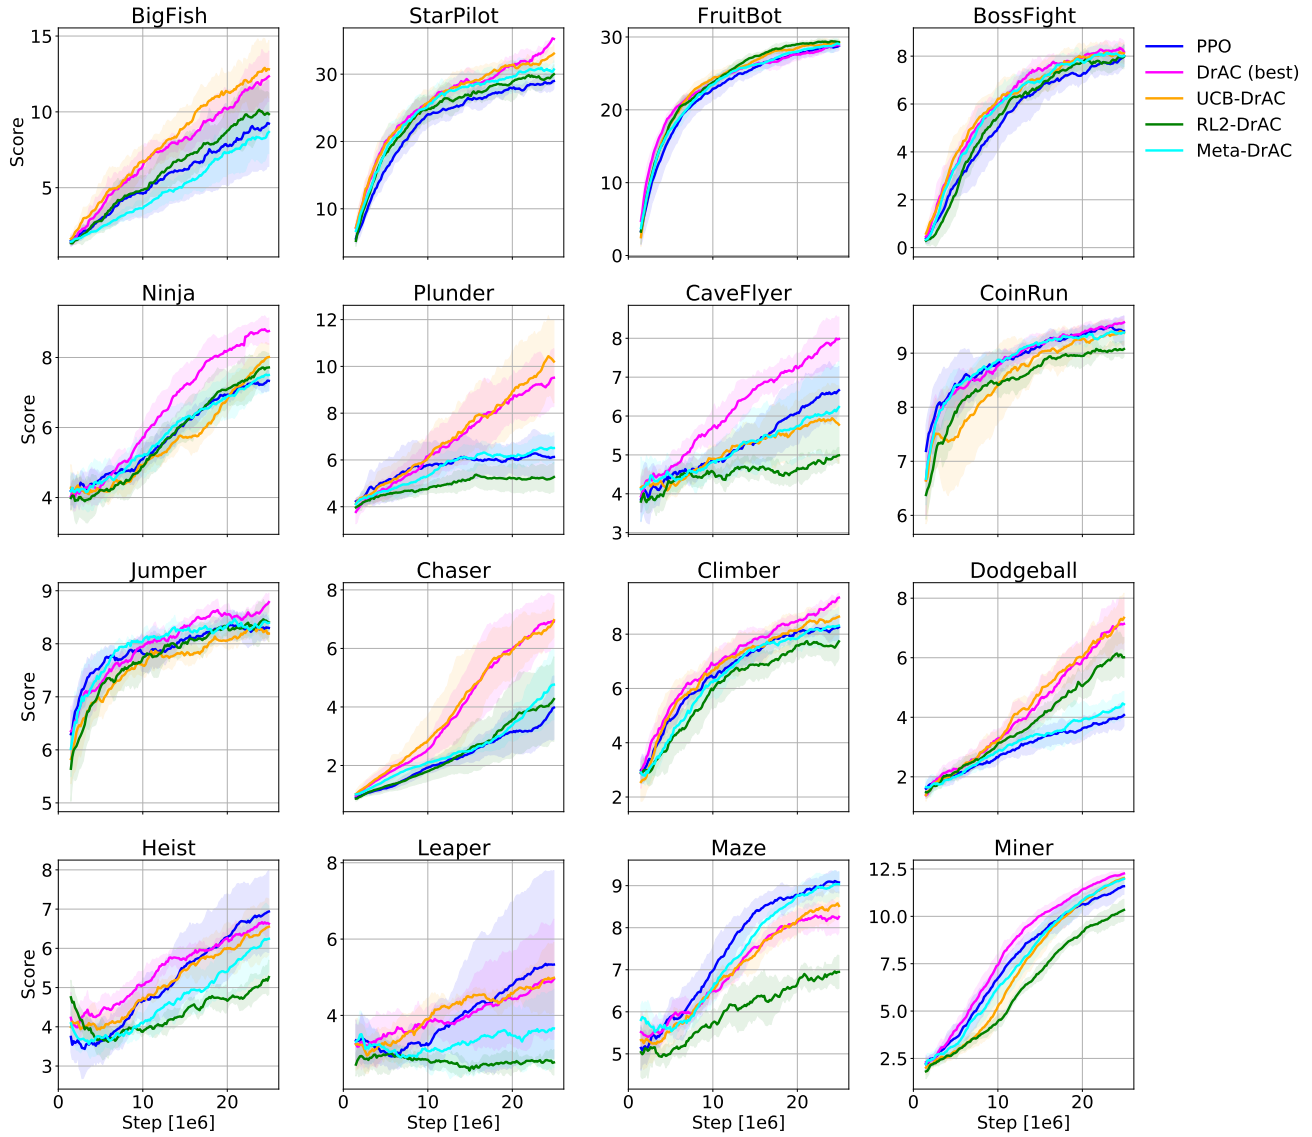 BigFish
StarPilot
FruitBot
BossFight
15
10
5
Score
30
20
10
30
20
10
0
8
6
4
2
0
PPO
DrAC (best)
UCB-DrAC
RL2-DrAC
Meta-DrAC
Ninja
Plunder
CaveFlyer
CoinRun
8
6
4
Score
12
10
8
6
4
8
7
6
5
4
3
9
8
7
6
Jumper
Chaser
Climber
Dodgeball
9
8
7
6
5
Score
8
6
4
2
8
6
4
2
8
6
4
2
Heist
Leaper
Maze
Miner
8
7
6
5
4
3
Score
8
6
4
9
8
7
6
5
12.5
10.0
7.5
5.0
2.5
0 10 20
0 10 20
0 10 20
0 10 20
Step [1e6]
Step [1e6]
Step [1e6]
Step [1e6]